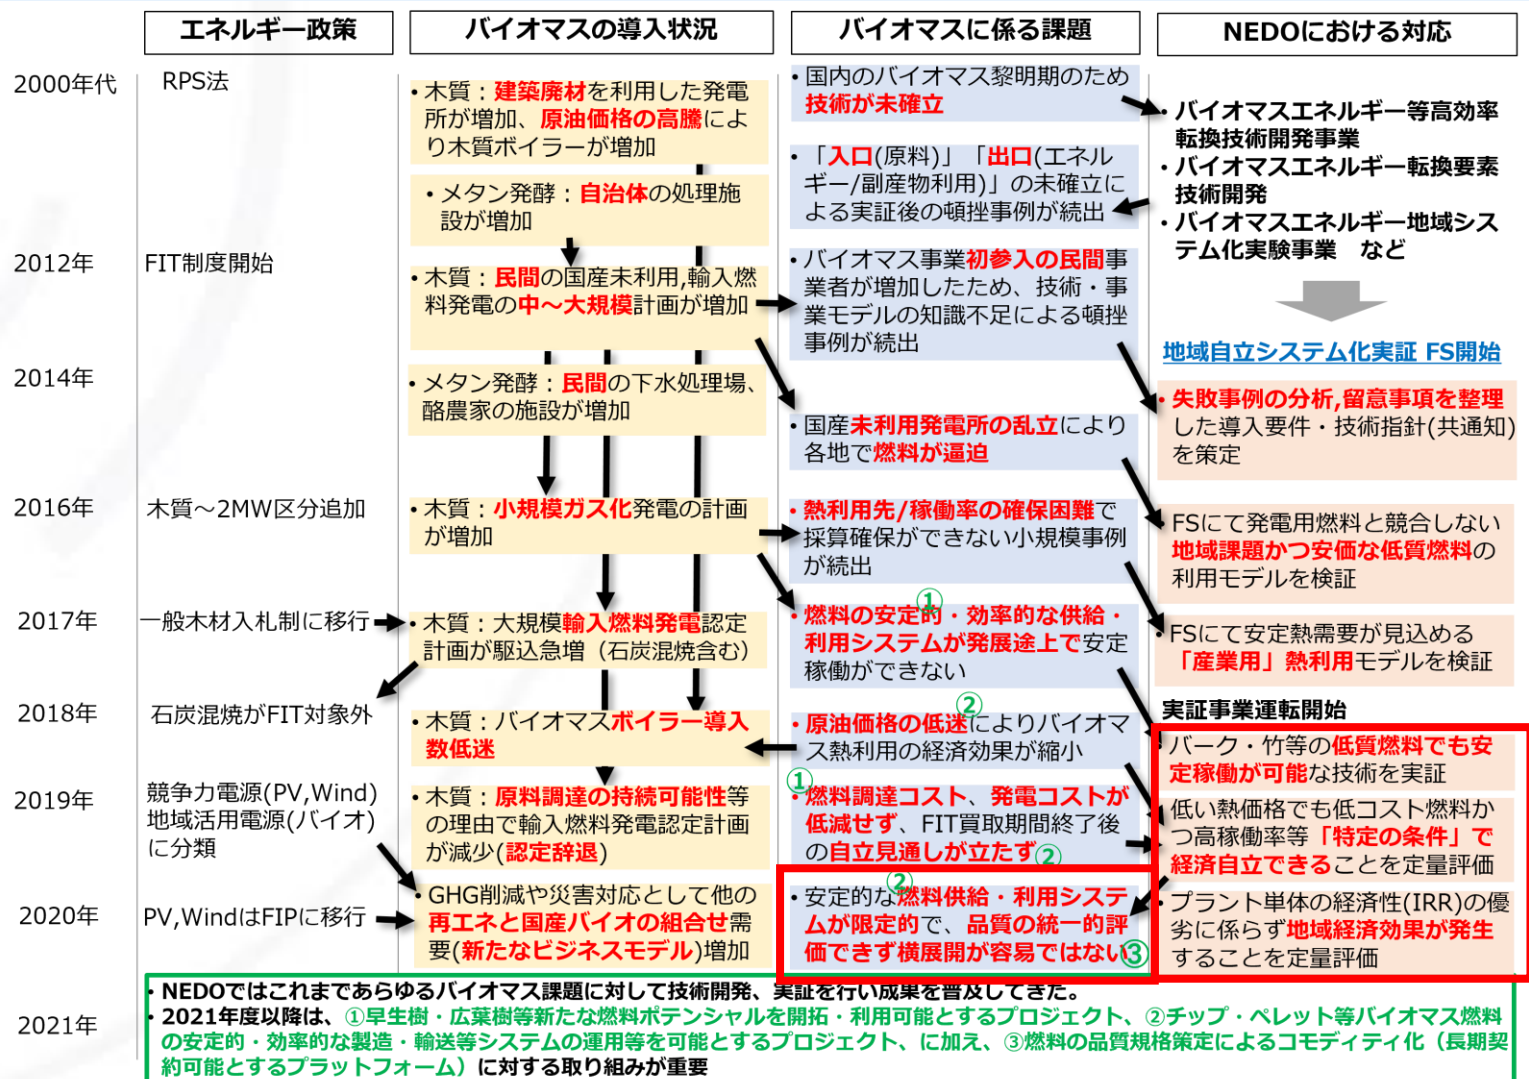 エネルギー政策
バイオマスの導入状況
バイオマスに係る課題
NEDOにおける対応
2000年代
RPS法
・木質：建築廃材を利用した発電
所が増加、原油価格の高騰によ
り木質ボイラーが増加
・メタン発酵：自治体の処理施
設が増加
・国内のバイオマス黎明期のため
技術が未確立
・「入口(原料)」「出口(エネル
ギー/副産物利用)」の未確立に
よる実証後の頓挫事例が続出
・バイオマスエネルギー等高効率
転換技術開発事業
・バイオマスエネルギー転換要素
技術開発
・バイオマスエネルギー地域シス
テム化実験事業　など
2012年
FIT制度開始
・木質：民間の国産未利用,輸入燃
料発電の中～大規模計画が増加
・バイオマス事業初参入の民間事
業者が増加したため、技術・事
業モデルの知識不足による頓挫
事例が続出
地域自立システム化実証 FS開始
2014年
・メタン発酵：民間の下水処理場、
酪農家の施設が増加
・国産未利用発電所の乱立により
各地で燃料が逼迫
・失敗事例の分析,留意事項を整理
した導入要件・技術指針(共通知)
を策定
2016年
木質～2MW区分追加
・木質：小規模ガス化発電の計画
が増加
・熱利用先/稼働率の確保困難で
採算確保ができない小規模事例
が続出
・FSにて発電用燃料と競合しない
地域課題かつ安価な低質燃料の
利用モデルを検証
2017年
一般木材入札制に移行
・木質：大規模輸入燃料発電認定
計画が駆込急増（石炭混焼含む）
①
・燃料の安定的・効率的な供給・
利用システムが発展途上で安定
稼働ができない
・FSにて安定熱需要が見込める
「産業用」熱利用モデルを検証
2018年
石炭混焼がFIT対象外
・木質：バイオマスボイラー導入
数低迷
②
・原油価格の低迷によりバイオマ
ス熱利用の経済効果が縮小
実証事業運転開始
・バーク・竹等の低質燃料でも安
定稼働が可能な技術を実証
2019年
競争力電源(PV,Wind)
地域活用電源(バイオ)
に分類
・木質：原料調達の持続可能性等
の理由で輸入燃料発電認定計画
が減少(認定辞退)
①
・燃料調達コスト、発電コストが
低減せず、FIT買取期間終了後
の自立見通しが立たず②
・低い熱価格でも低コスト燃料か
つ高稼働率等「特定の条件」で
経済自立できることを定量評価
2020年
PV,WindはFIPに移行
・GHG削減や災害対応として他の
再エネと国産バイオの組合せ需
要(新たなビジネスモデル)増加
②
・安定的な燃料供給・利用システ
ムが限定的で、品質の統一的評
価できず横展開が容易ではない③
・プラント単体の経済性(IRR)の優
劣に係らず地域経済効果が発生
することを定量評価
2021年
・NEDOではこれまであらゆるバイオマス課題に対して技術開発、実証を行い成果を普及してきた。
・2021年度以降は、①早生樹・広葉樹等新たな燃料ポテンシャルを開拓・利用可能とするプロジェクト、②チップ・ペレット等バイオマス燃料
の安定的・効率的な製造・輸送等システムの運用等を可能とするプロジェクト、に加え、③燃料の品質規格策定によるコモディティ化（長期契
約可能とするプラットフォーム）に対する取り組みが重要